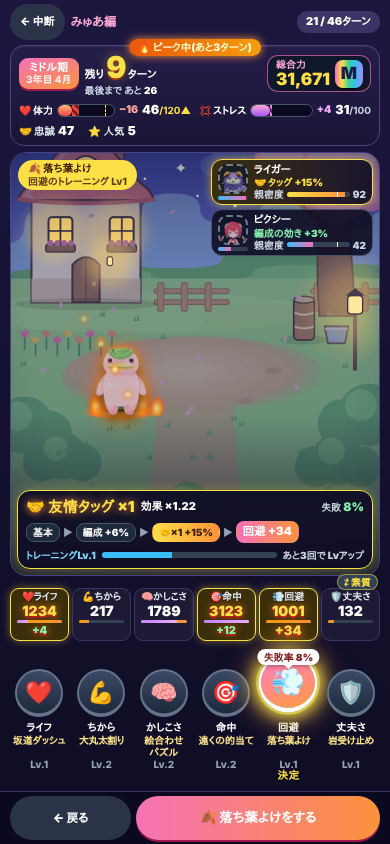 ← 中断
みゅあ編
21 / 48ターン
🔥 ピーク中(あと3ターン)
ミドル期
3年目 4月
残り 9 ターン
最後まで あと 26
総合力
31,671 M
❤️ 体力 −16 46/120▲ 💢 ストレス +4 31/100
🤝 忠誠 47 ⭐ 人気 5
🍂 落ち葉よけ
回避のトレーニング Lv1
ライガー
🤝 タッグ +15%
親密度 92
ピクシー
編成の効き +3%
親密度 42
🤝 友情タッグ ×1 効果 ×1.22 失敗 8%
基本 ▶ 編成 +6% ▶ 🤝×1 +15% ▶ 回避 +34
トレーニングLv.1 あと3回でLvアップ
素質
❤️ライフ 💪ちから 🧠かしこさ 🎯命中 💨回避 🛡️丈夫さ
1234 217 1789 3123 1001 132
+4 +12 +34
失敗率 8%
ライフ ちから かしこさ 命中 回避 丈夫さ
坂道ダッシュ 大丸太割り 絵合わせパズル 遠くの的当て 落ち葉よけ 岩受け止め
Lv.1 Lv.2 Lv.2 Lv.2 Lv.1 Lv.1
決定
← 戻る
🍂 落ち葉よけをする